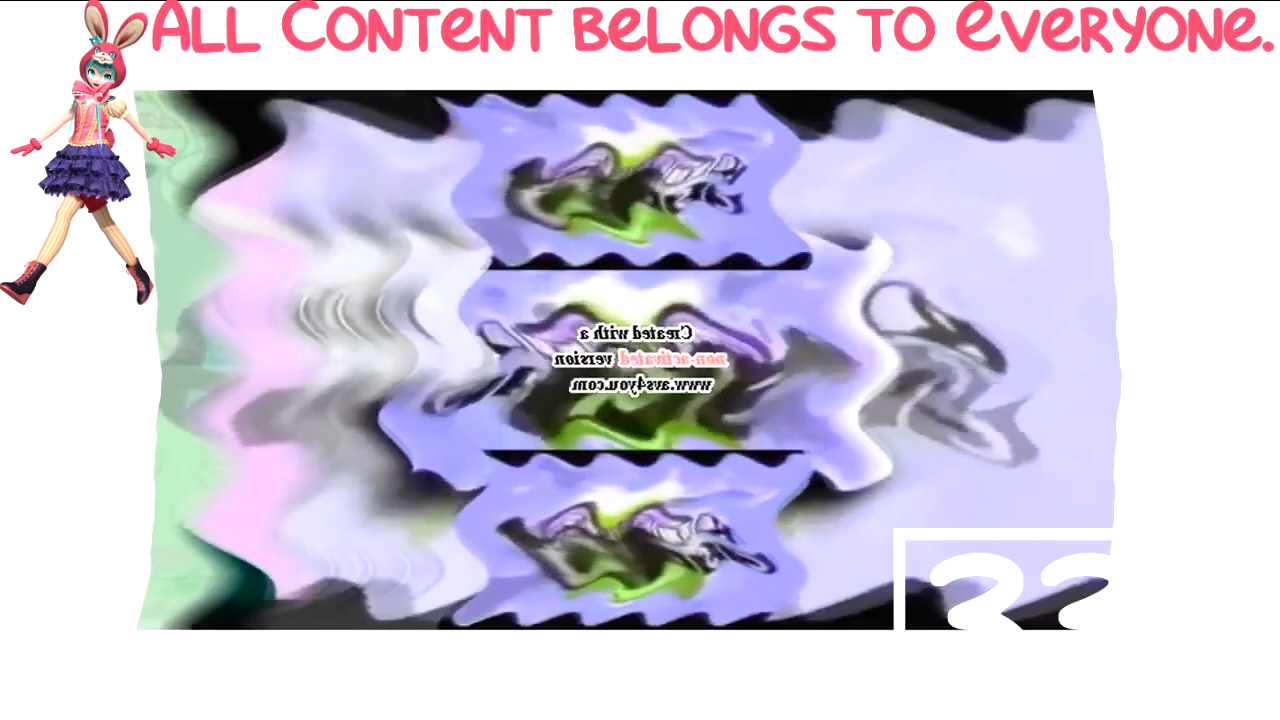 ALL CONTENT BELONGS TO EVERYONE.
Created with a
non-activated version
www.avs4you.com